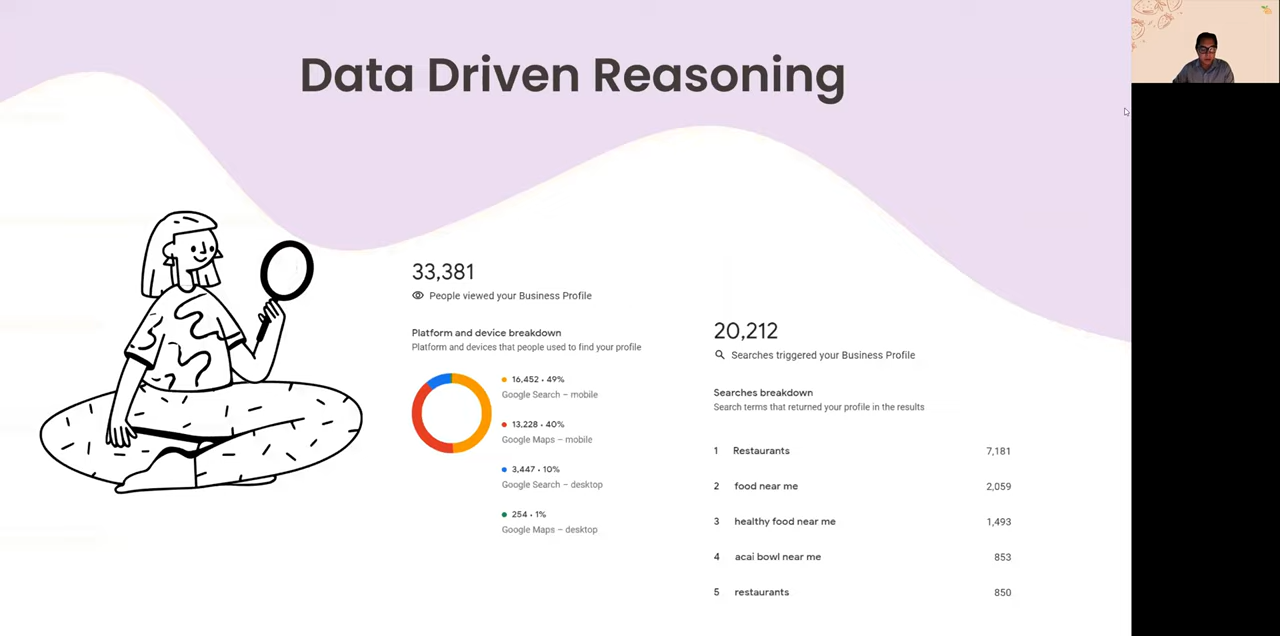 Data Driven Reasoning
33,381
People viewed your Business Profile
Platform and device breakdown
Platform and devices that people used to find your profile
16,452 • 49%
Google Search – mobile
13,228 • 40%
Google Maps – mobile
3,447 • 10%
Google Search – desktop
254 • 1%
Google Maps – desktop
20,212
Searches triggered your Business Profile
Searches breakdown
Search terms that returned your profile in the results
1 Restaurants 7,181
2 food near me 2,059
3 healthy food near me 1,493
4 acai bowl near me 853
5 restaurants 850